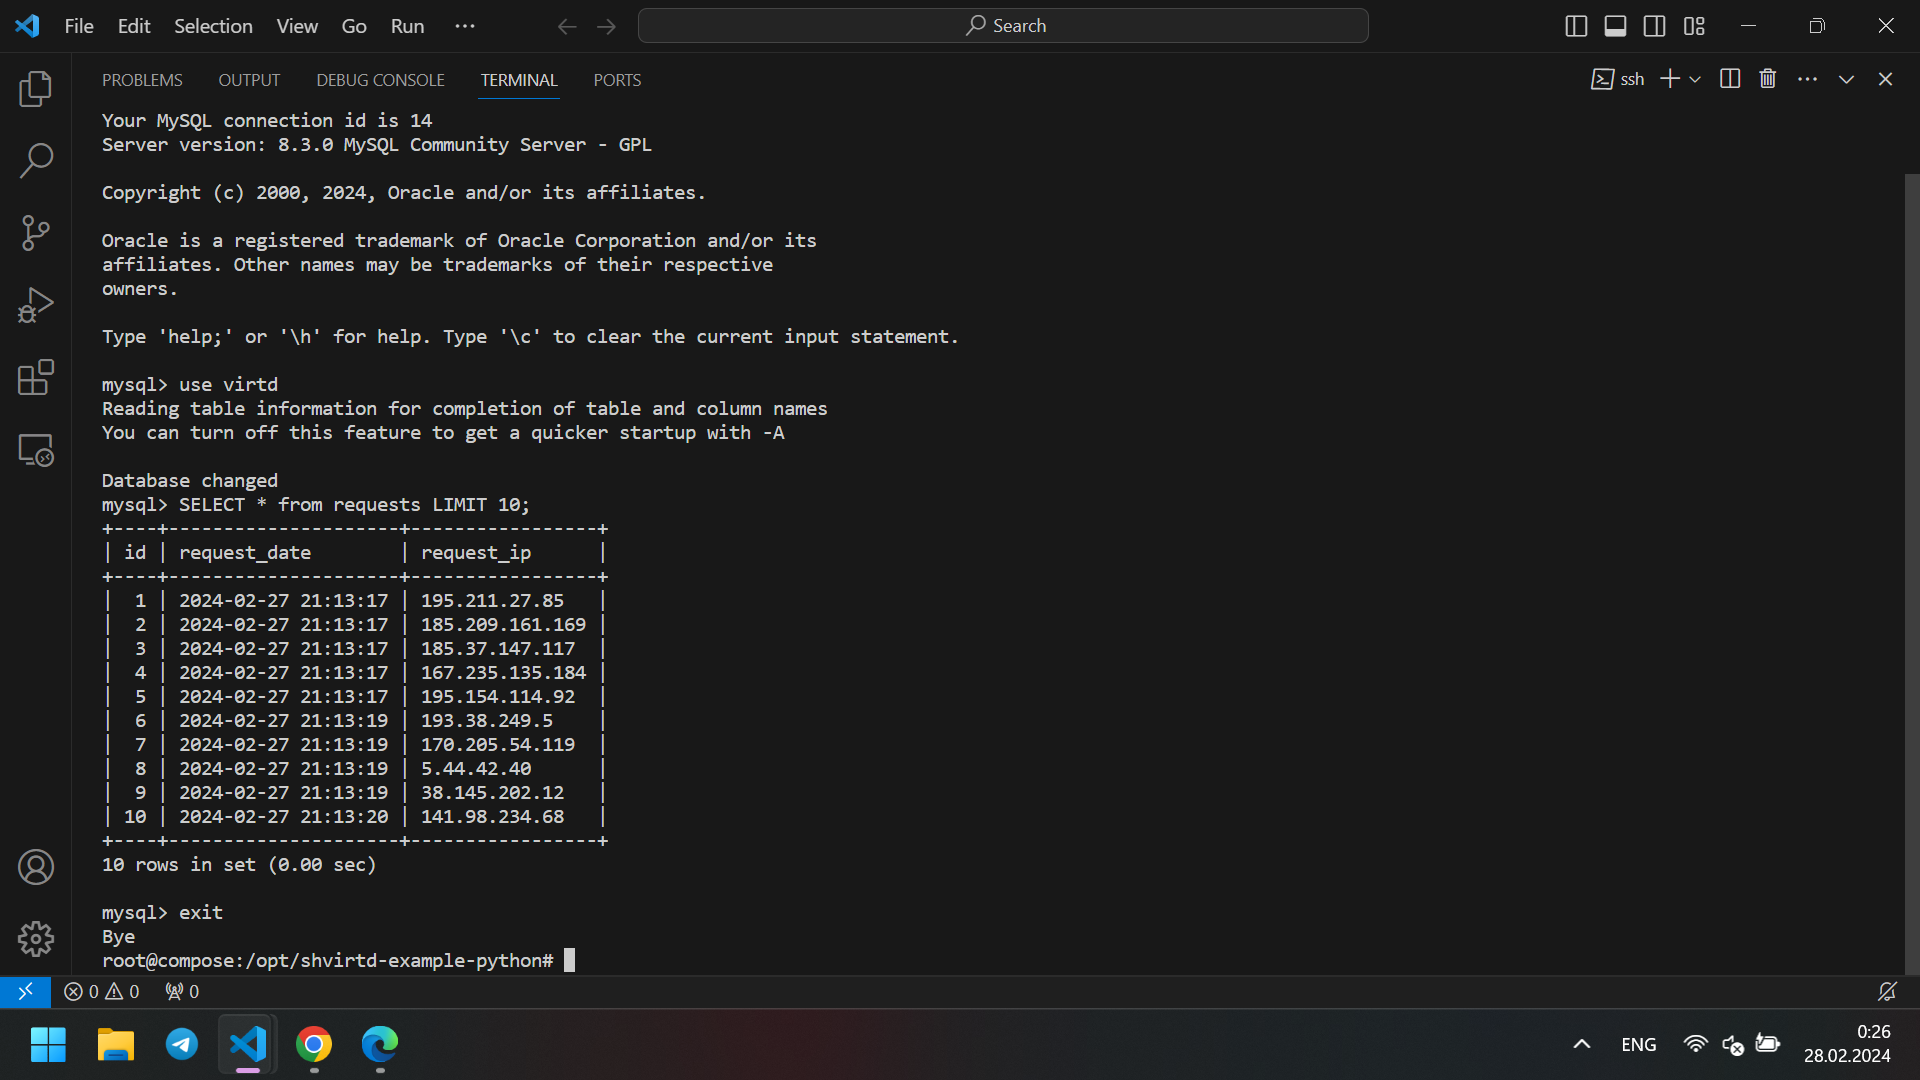 File Edit Selection View Go Run ··· Search
PROBLEMS OUTPUT DEBUG CONSOLE TERMINAL PORTS ssh
Your MySQL connection id is 14
Server version: 8.3.0 MySQL Community Server - GPL
Copyright (c) 2000, 2024, Oracle and/or its affiliates.
Oracle is a registered trademark of Oracle Corporation and/or its
affiliates. Other names may be trademarks of their respective
owners.
Type 'help;' or '\h' for help. Type '\c' to clear the current input statement.
mysql> use virtd
Reading table information for completion of table and column names
You can turn off this feature to get a quicker startup with -A
Database changed
mysql> SELECT * from requests LIMIT 10;
+----+---------------------+-----------------+
| id | request_date        | request_ip      |
+----+---------------------+-----------------+
|  1 | 2024-02-27 21:13:17 | 195.211.27.85   |
|  2 | 2024-02-27 21:13:17 | 185.209.161.169 |
|  3 | 2024-02-27 21:13:17 | 185.37.147.117  |
|  4 | 2024-02-27 21:13:17 | 167.235.135.184 |
|  5 | 2024-02-27 21:13:17 | 195.154.114.92  |
|  6 | 2024-02-27 21:13:19 | 193.38.249.5    |
|  7 | 2024-02-27 21:13:19 | 170.205.54.119  |
|  8 | 2024-02-27 21:13:19 | 5.44.42.40      |
|  9 | 2024-02-27 21:13:19 | 38.145.202.12   |
| 10 | 2024-02-27 21:13:20 | 141.98.234.68   |
+----+---------------------+-----------------+
10 rows in set (0.00 sec)
mysql> exit
Bye
root@compose:/opt/shvirtd-example-python#
0 0 0
ENG 0:26
28.02.2024